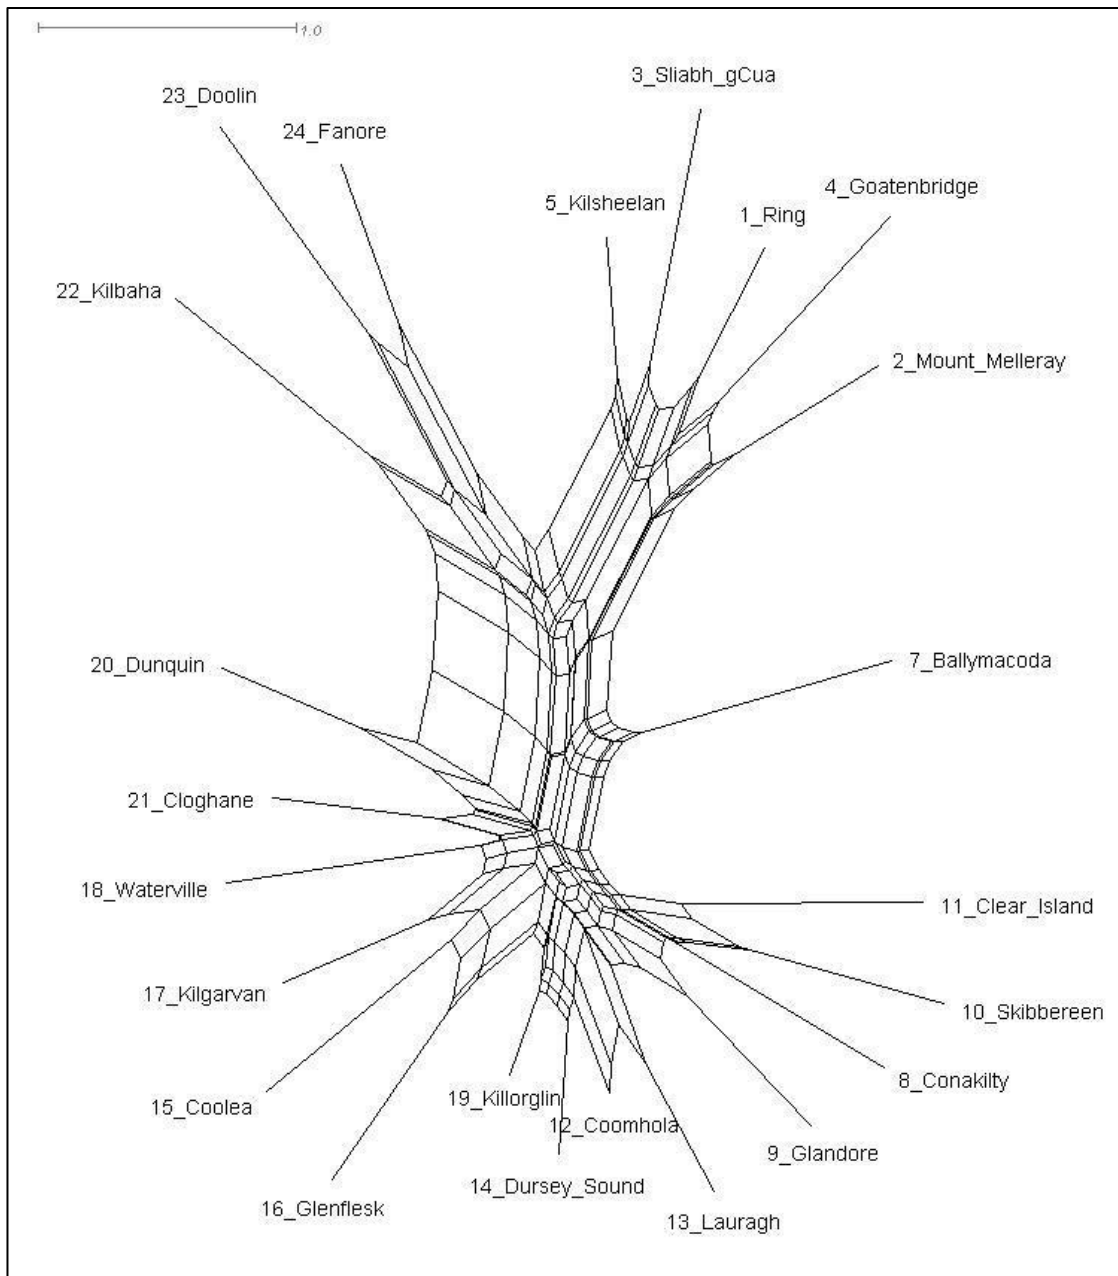 1.0
3_Sliabh_gCua
23_Doolin
24_Fanore
4_Goatenbridge
5_Kilsheelan
1_Ring
22_Kilbaha
2_Mount_Melleray
20_Dunquin
7_Ballymacoda
21_Cloghane
18_Waterville
11_Clear_Island
17_Kilgarvan
10_Skibbereen
8_Conakilty
19_Killorglin
15_Coolea
12_Coomhola
9_Glandore
14_Dursey_Sound
16_Glenflesk
13_Lauragh